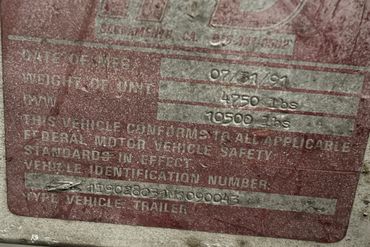 SACRAMENTO, CA.
DATE OF MFG. 07/31/91
WEIGHT OF UNIT 4750 lbs
GVW 10500 lbs
THIS VEHICLE CONFORMS TO ALL APPLICABLE
FEDERAL MOTOR VEHICLE SAFETY
STANDARDS IN EFFECT.
VEHICLE IDENTIFICATION NUMBER.
TYPE VEHICLE: TRAILER